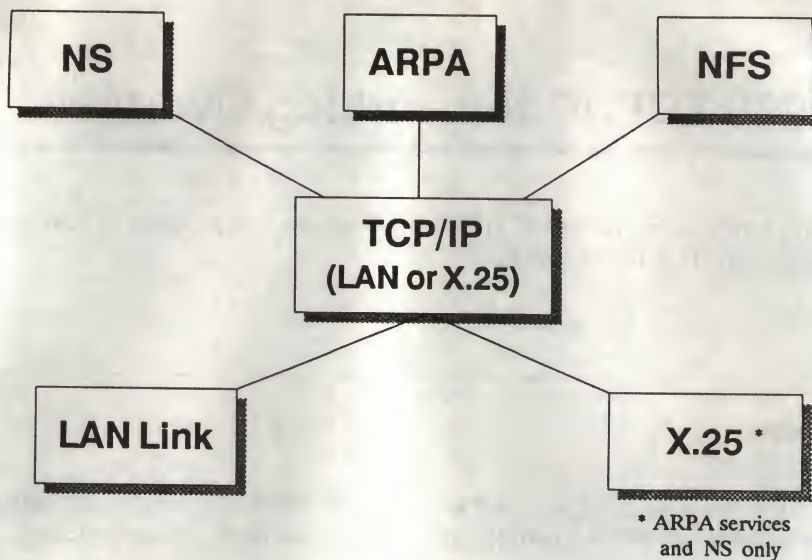 NS
ARPA
NFS
TCP/IP
(LAN or X.25)
LAN Link
X.25 *
* ARPA services
and NS only